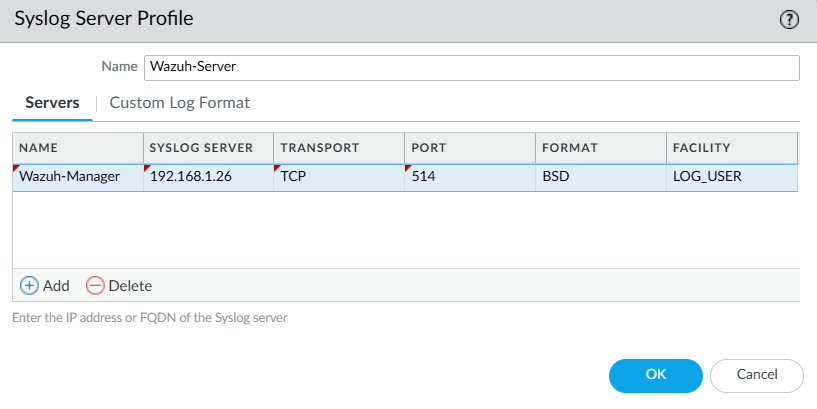 Syslog Server Profile
Name Wazuh-Server
Servers Custom Log Format
NAME SYSLOG SERVER TRANSPORT PORT FORMAT FACILITY
Wazuh-Manager 192.168.1.26 TCP 514 BSD LOG_USER
Add Delete
Enter the IP address or FQDN of the Syslog server
OK Cancel